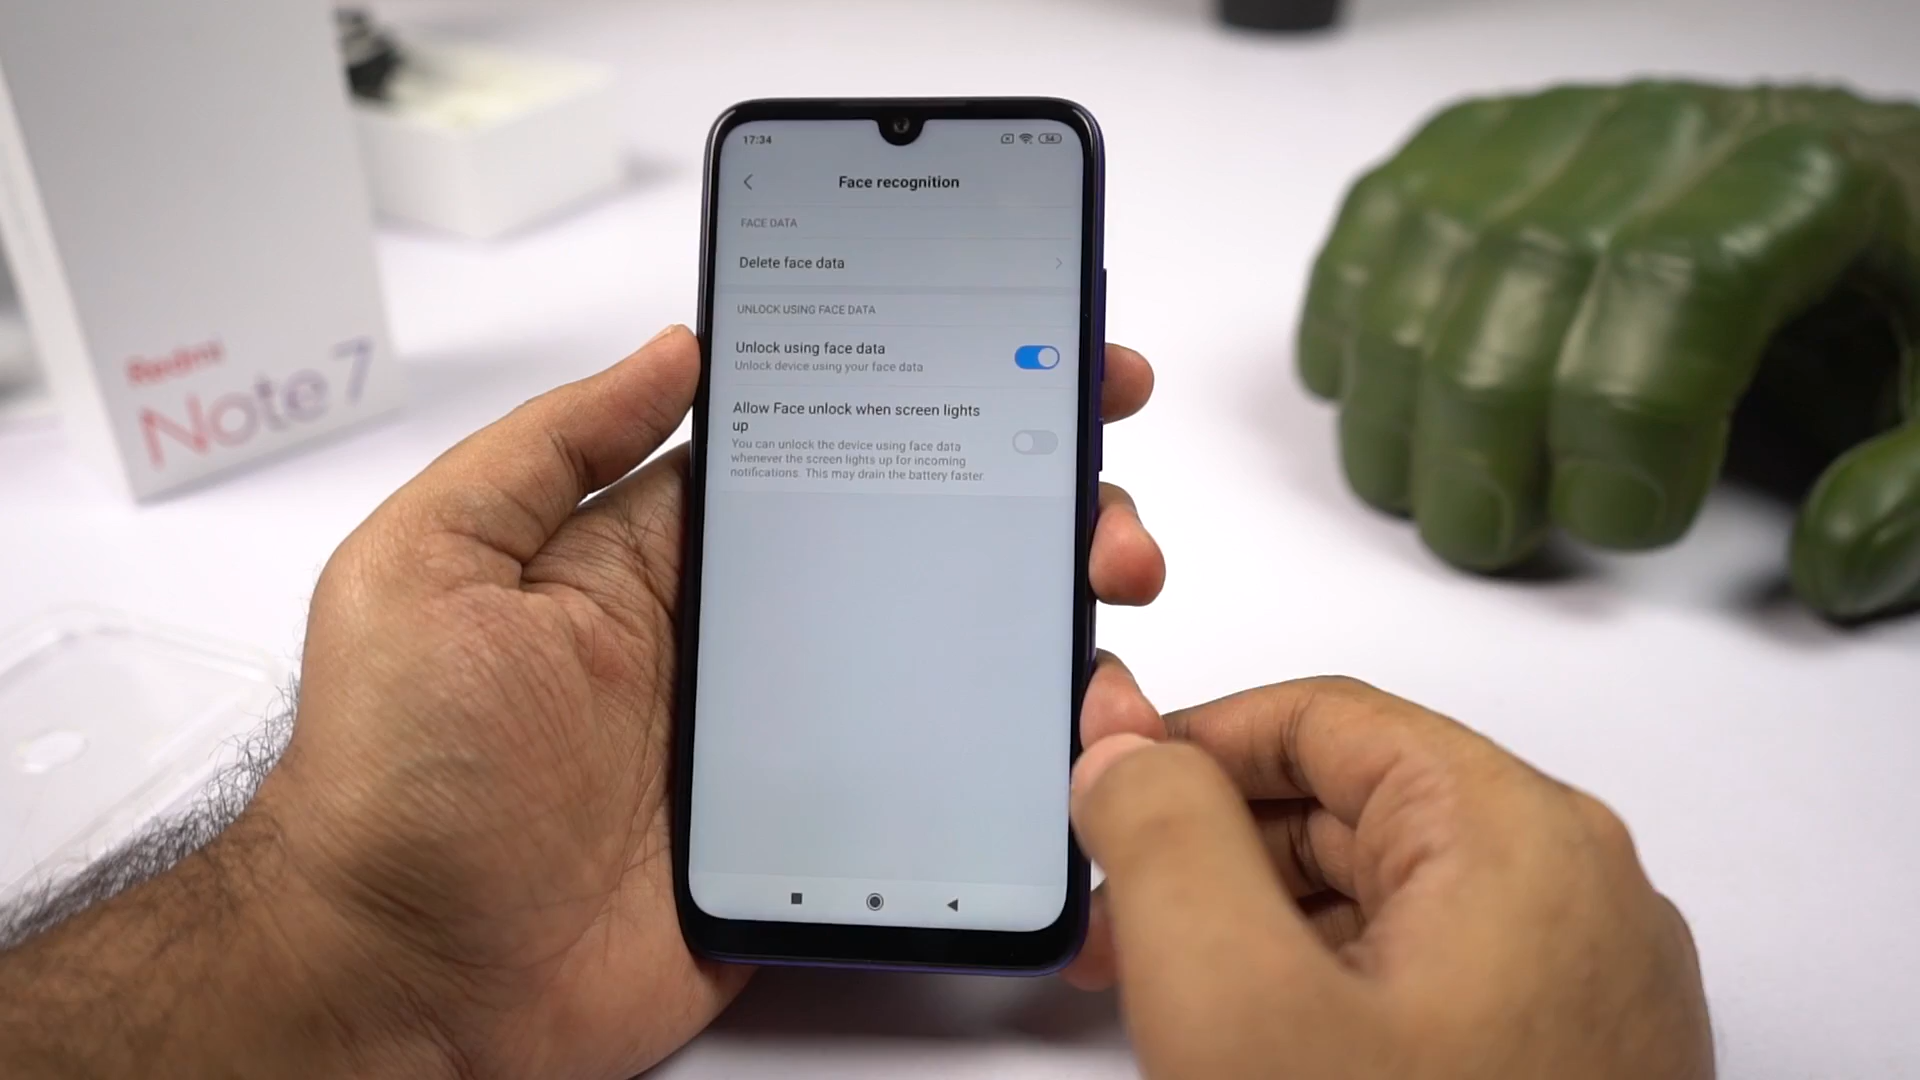 Redmi
Note 7
17:34
54
Face recognition
FACE DATA
Delete face data
UNLOCK USING FACE DATA
Unlock using face data
Unlock device using your face data
Allow Face unlock when screen lights
up
You can unlock the device using face data
whenever the screen lights up for incoming
notifications. This may drain the battery faster